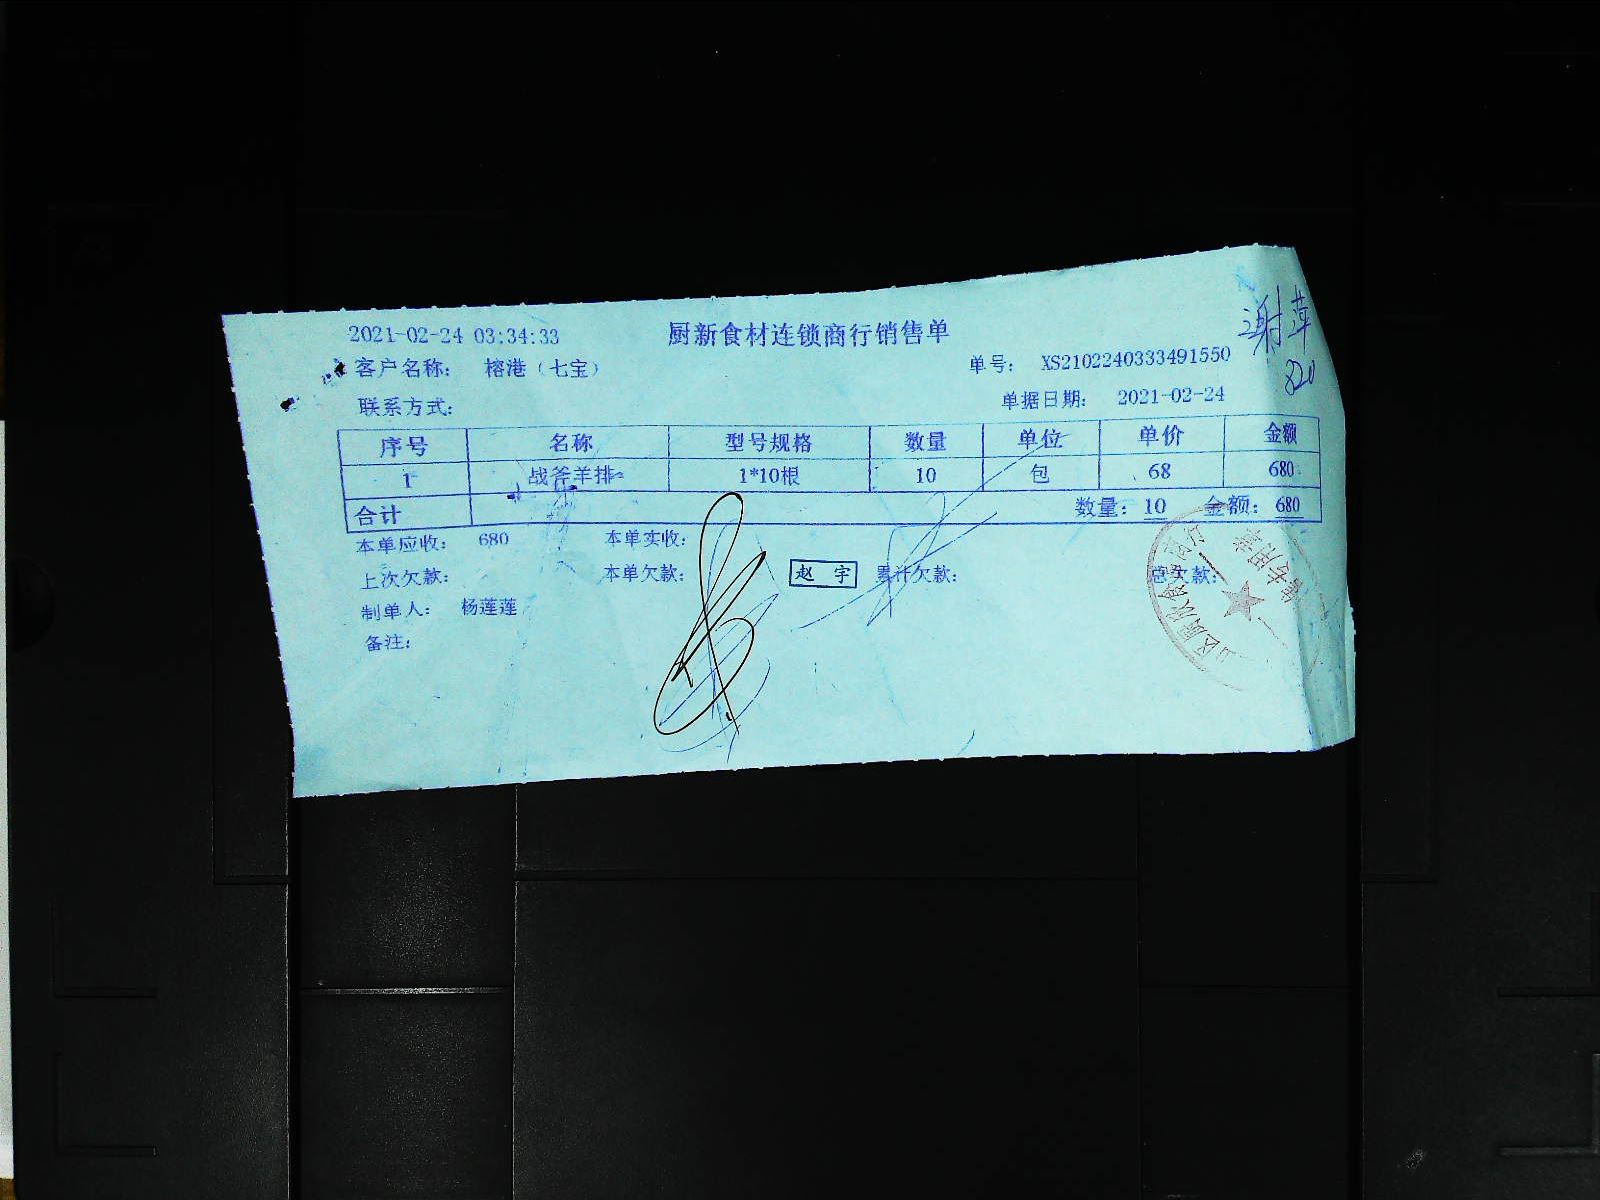 2021-02-24 03:34:33 厨新食材连锁商行销售单
谢萍
客户名称： 榕港（七宝） 单号： XS2102240333491550
820
联系方式： 单据日期： 2021-02-24
序号 名称 型号规格 数量 单位 单价 金额
1 战斧羊排 1*10根 10 包 68 680
合计 数量：10 金额：680
本单应收： 680 本单实收：
上次欠款： 本单欠款： 赵 宇 累计欠款： 总欠款：
制单人： 杨莲莲
备注：